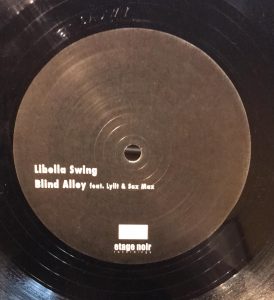 Libella Swing
Blind Alley feat. Lylit & Sax Max
etage noir
recordings